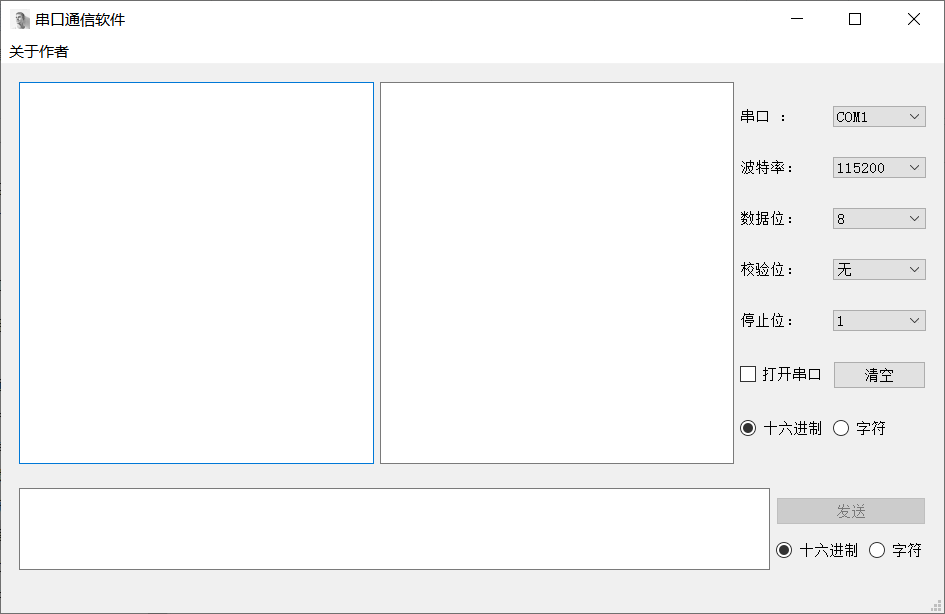 串口通信软件
关于作者
串口 ： COM1
波特率： 115200
数据位： 8
校验位： 无
停止位： 1
打开串口 清空
十六进制 字符
发送
十六进制 字符